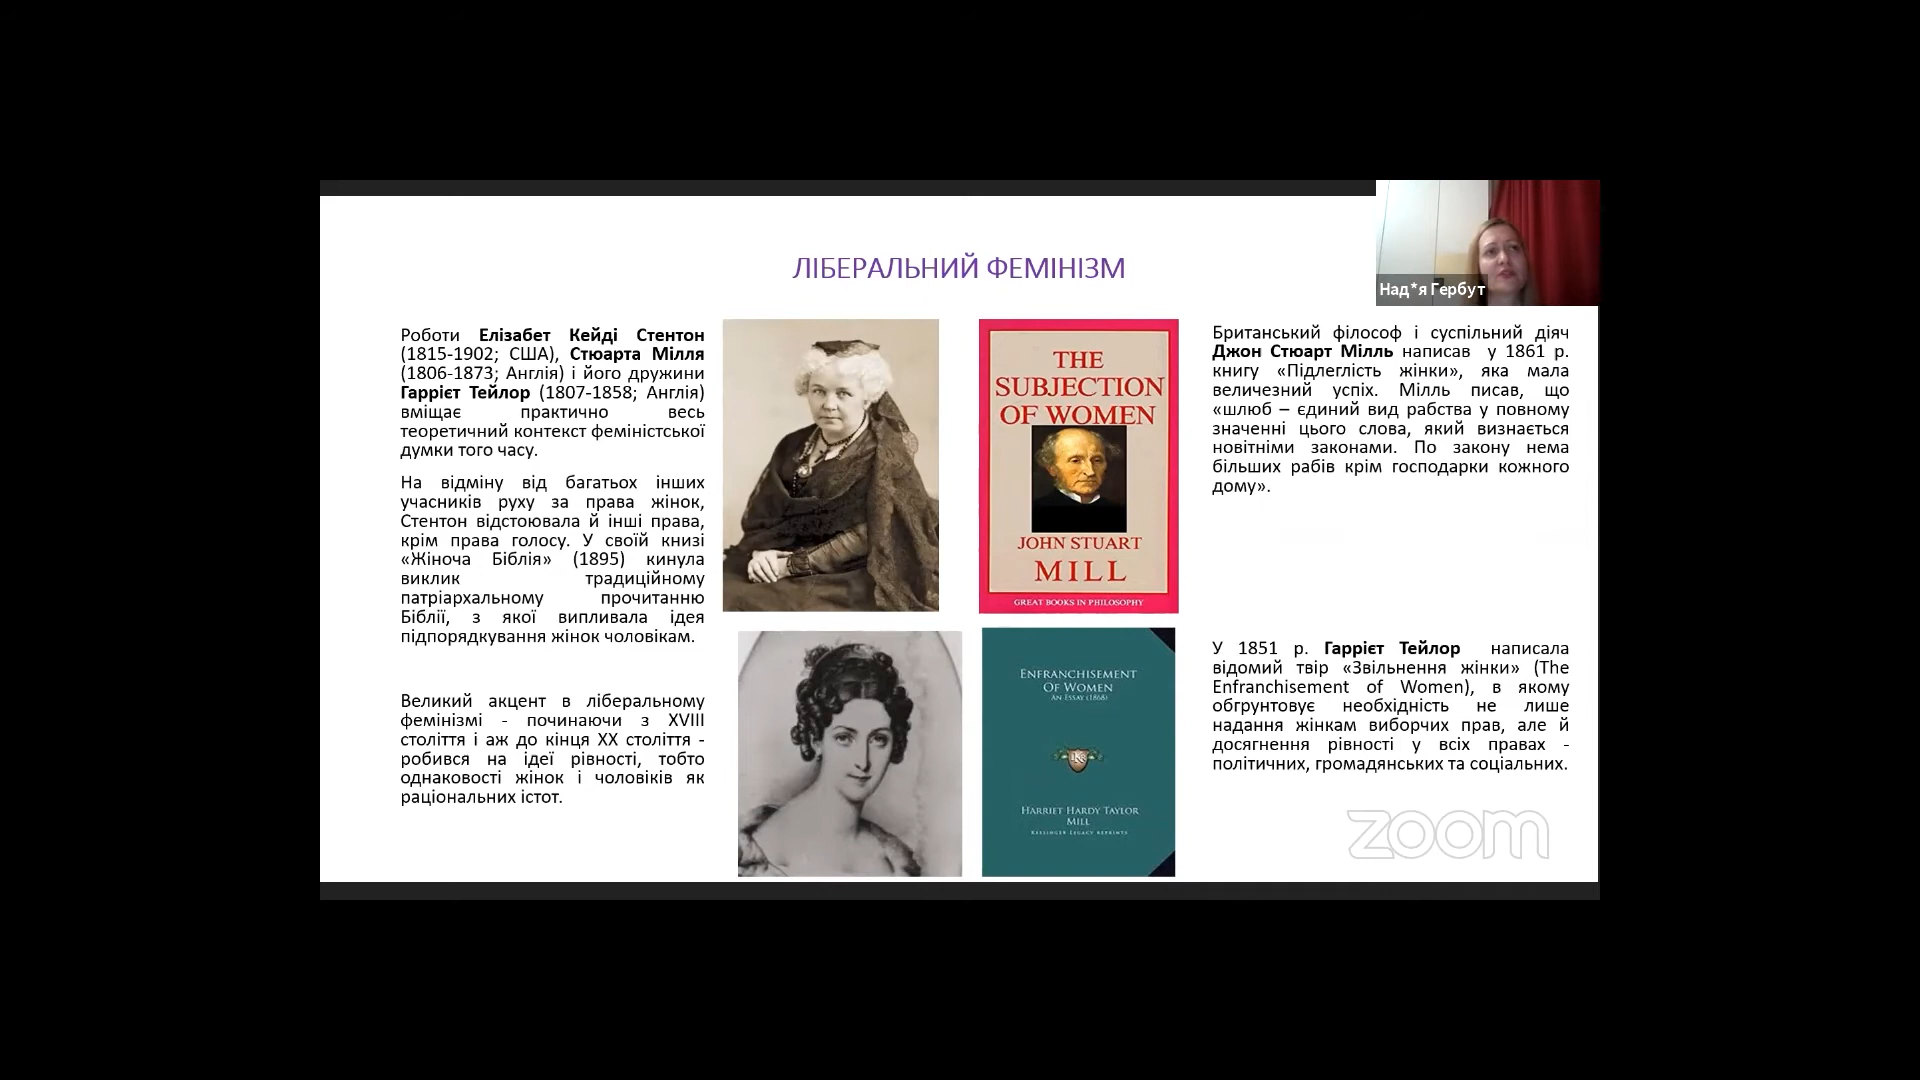 ЛІБЕРАЛЬНИЙ ФЕМІНІЗМ
Над*я Гербут
Роботи Елізабет Кейді Стентон
(1815-1902; США), Стюарта Мілля
(1806-1873; Англія) і його дружини
Гаррієт Тейлор (1807-1858; Англія)
вміщає практично весь
теоретичний контекст феміністської
думки того часу.
На відміну від багатьох інших
учасників руху за права жінок,
Стентон відстоювала й інші права,
крім права голосу. У своїй книзі
«Жіноча Біблія» (1895) кинула
виклик традиційному
патріархальному прочитанню
Біблії, з якої випливала ідея
підпорядкування жінок чоловікам.
Великий акцент в ліберальному
фемінізмі - починаючи з XVIII
століття і аж до кінця XX століття -
робився на ідеї рівності, тобто
однаковості жінок і чоловіків як
раціональних істот.
THE
SUBJECTION
OF WOMEN
JOHN STUART
MILL
GREAT BOOKS IN PHILOSOPHY
ENFRANCHISEMENT
OF WOMEN
AN ESSAY (1868)
HARRIET HARDY TAYLOR
MILL
KESSINGER LEGACY REPRINTS
Британський філософ і суспільний діяч
Джон Стюарт Мілль написав у 1861 р.
книгу «Підлеглість жінки», яка мала
величезний успіх. Мілль писав, що
«шлюб – єдиний вид рабства у повному
значенні цього слова, який визнається
новітніми законами. По закону нема
більших рабів крім господарки кожного
дому».
У 1851 р. Гаррієт Тейлор написала
відомий твір «Звільнення жінки» (The
Enfranchisement of Women), в якому
обгрунтовує необхідність не лише
надання жінкам виборчих прав, але й
досягнення рівності у всіх правах -
політичних, громадянських та соціальних.
zoom